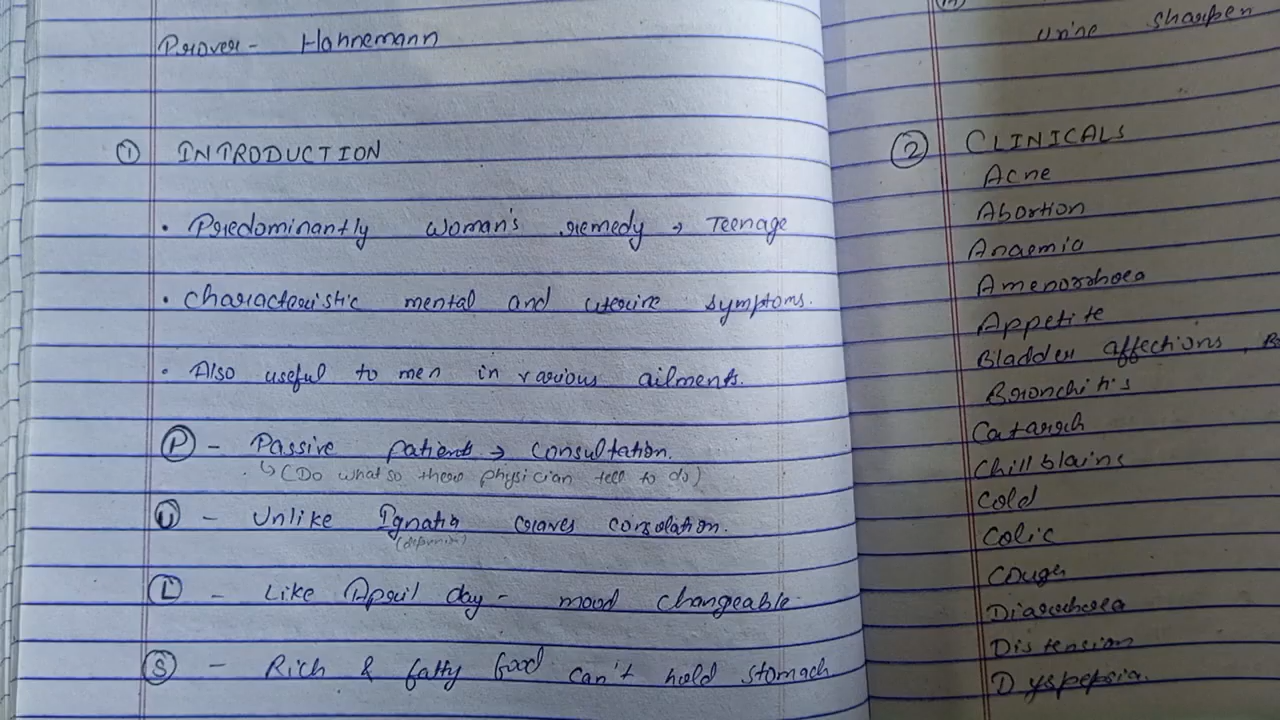 Prover - Hahnemann
① INTRODUCTION
• Predominantly woman's remedy → Teenage
• Characteristic mental and uterine symptoms.
• Also useful to men in various ailments.
Ⓟ - Passive patients → consultation.
↳ (Do what so there physician tell to do)
Ⓤ - Unlike Ignatia craves consolation.
Ⓛ - Like April day - mood changeable.
Ⓢ - Rich & fatty food can't hold stomach
urine sharpen
② CLINICALS
Acne
Abortion
Anaemia
Amenorrhoea
Appetite
Bladder affections,
Bronchitis
Catarrh
Chillblains
Cold
Colic
Cough
Diarrhoea
Distension
Dyspepsia.